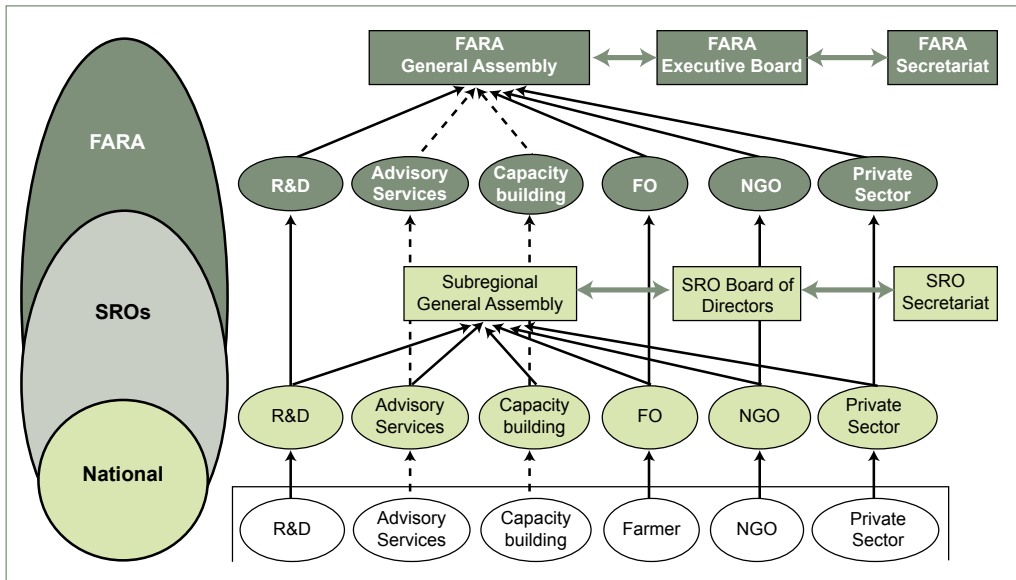 FARA
General Assembly
FARA
Executive Board
FARA
Secretariat
FARA
R&D
Advisory
Services
Capacity
building
FO
NGO
Private
Sector
SROs
Subregional
General Assembly
SRO Board of
Directors
SRO
Secretariat
R&D
Advisory
Services
Capacity
building
FO
NGO
Private
Sector
National
R&D
Advisory
Services
Capacity
building
Farmer
NGO
Private
Sector